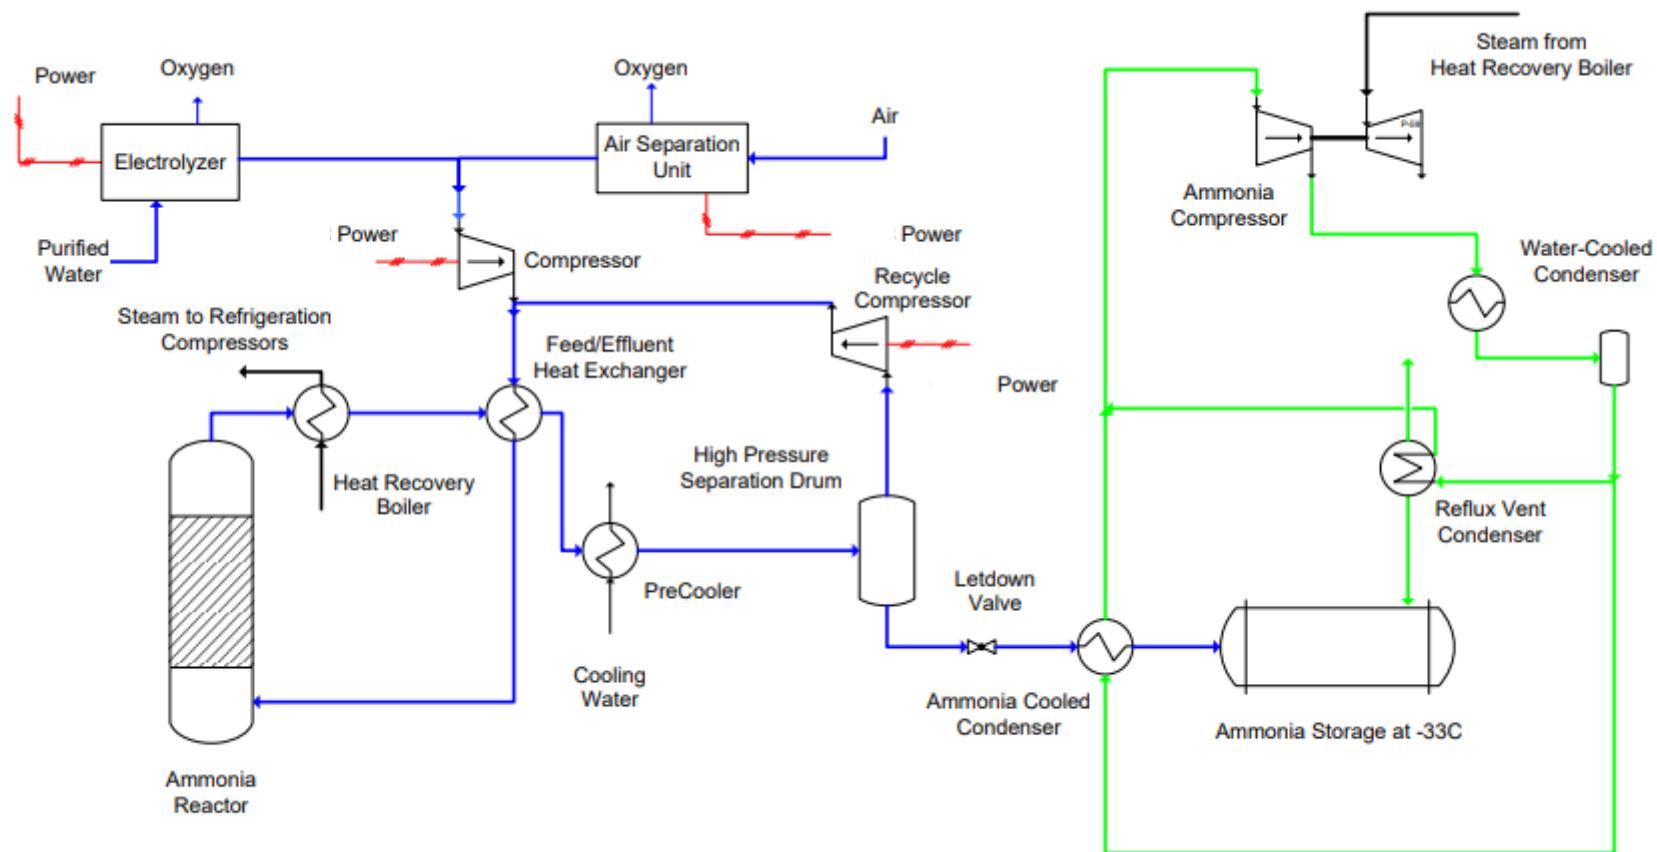 Power
Oxygen
Oxygen
Steam from
Heat Recovery Boiler
Air
Electrolyzer
Air Separation
Unit
Ammonia
Compressor
Purified
Water
Power
Compressor
Power
Recycle
Compressor
Water-Cooled
Condenser
Steam to Refrigeration
Compressors
Feed/Effluent
Heat Exchanger
Power
High Pressure
Separation Drum
Heat Recovery
Boiler
Reflux Vent
Condenser
PreCooler
Letdown
Valve
Cooling
Water
Ammonia Cooled
Condenser
Ammonia Storage at -33C
Ammonia
Reactor